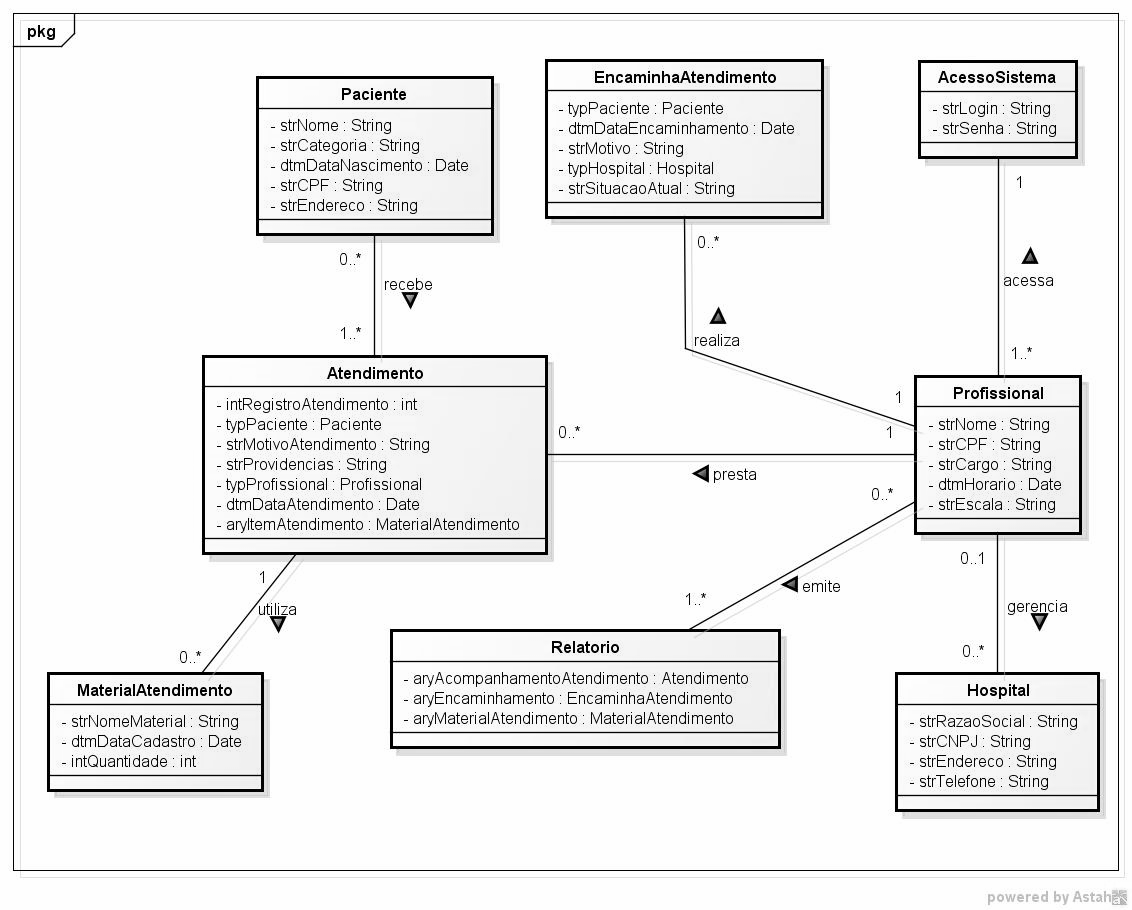 pkg
Paciente
- strNome : String
- strCategoria : String
- dtmDataNascimento : Date
- strCPF : String
- strEndereco : String
EncaminhaAtendimento
- typPaciente : Paciente
- dtmDataEncaminhamento : Date
- strMotivo : String
- typHospital : Hospital
- strSituacaoAtual : String
AcessoSistema
- strLogin : String
- strSenha : String
0..*
recebe
1..*
0..*
realiza
1
1
acessa
1..*
Atendimento
- intRegistroAtendimento : int
- typPaciente : Paciente
- strMotivoAtendimento : String
- strProvidencias : String
- typProfissional : Profissional
- dtmDataAtendimento : Date
- aryItemAtendimento : MaterialAtendimento
0..*
1
presta
Profissional
- strNome : String
- strCPF : String
- strCargo : String
- dtmHorario : Date
- strEscala : String
0..*
emite
1..*
1
utiliza
0..*
0..1
gerencia
0..*
MaterialAtendimento
- strNomeMaterial : String
- dtmDataCadastro : Date
- intQuantidade : int
Relatorio
- aryAcompanhamentoAtendimento : Atendimento
- aryEncaminhamento : EncaminhaAtendimento
- aryMaterialAtendimento : MaterialAtendimento
Hospital
- strRazaoSocial : String
- strCNPJ : String
- strEndereco : String
- strTelefone : String
powered by Astah